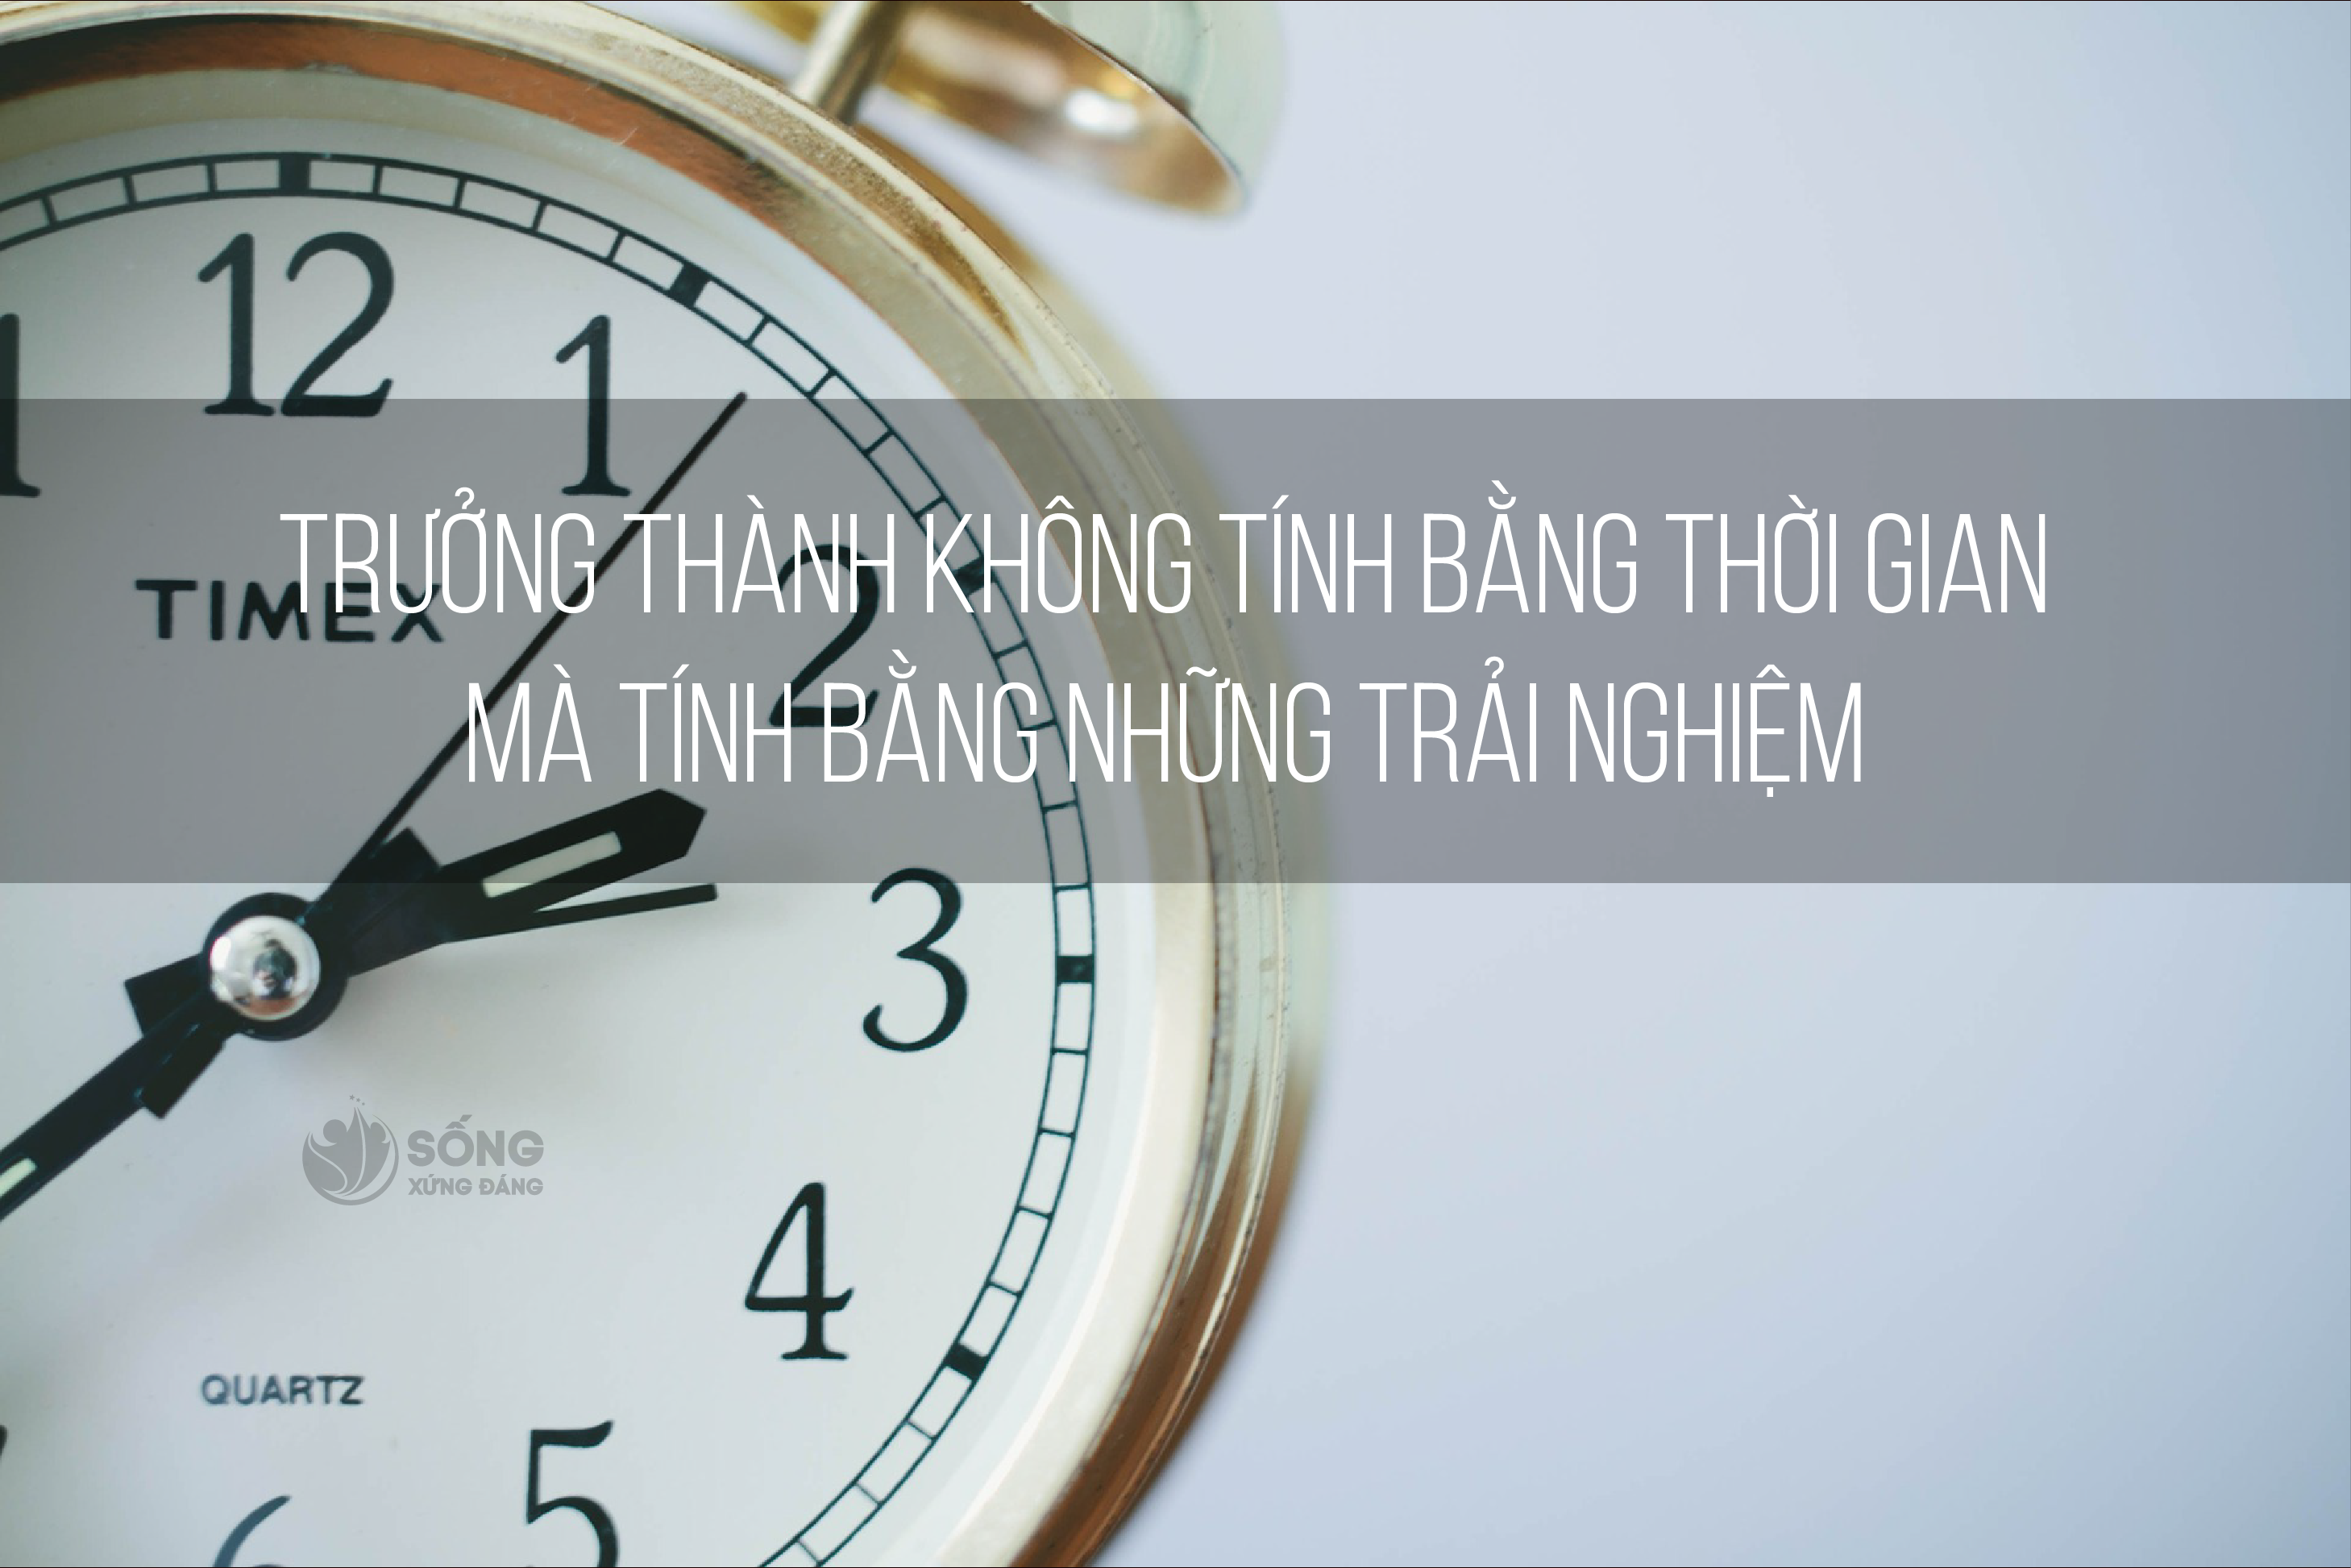 12
1
TRƯỞNG THÀNH KHÔNG TÍNH BẰNG THỜI GIAN
TIMEX
2
MÀ TÍNH BẰNG NHỮNG TRẢI NGHIỆM
3
SỐNG
XỨNG ĐÁNG
4
QUARTZ
5
6